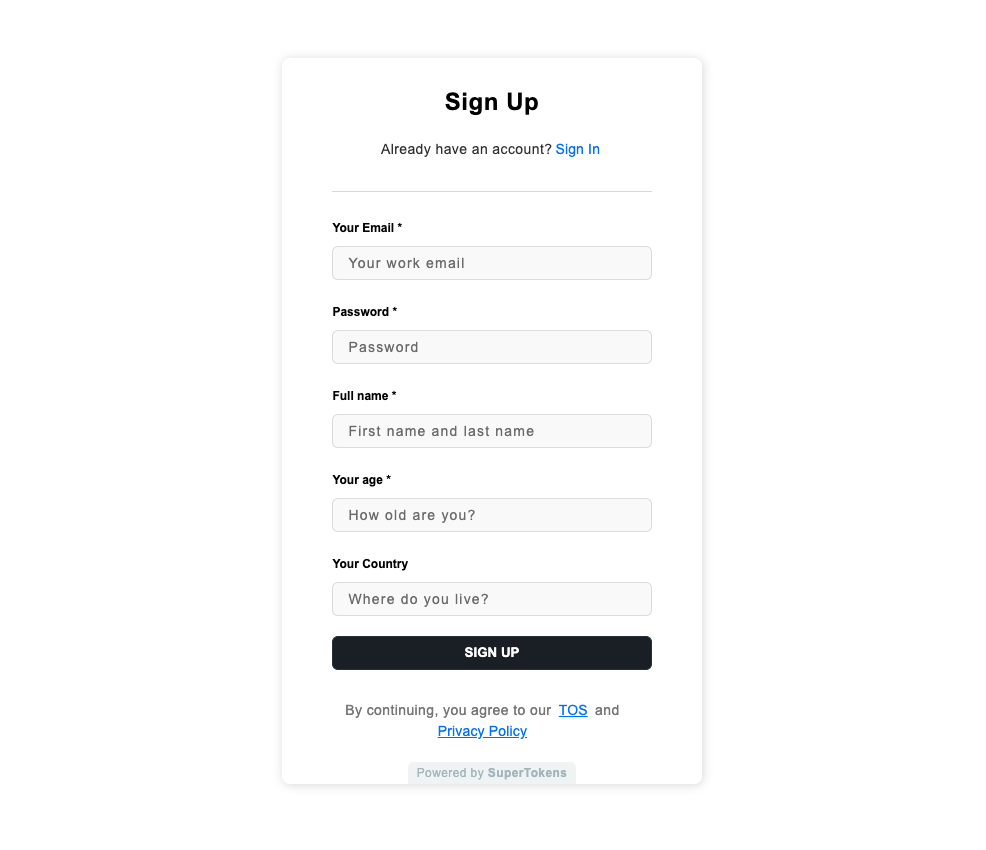 Sign Up
Already have an account? Sign In
Your Email *
Your work email
Password *
Password
Full name *
First name and last name
Your age *
How old are you?
Your Country
Where do you live?
SIGN UP
By continuing, you agree to our TOS and
Privacy Policy
Powered by SuperTokens